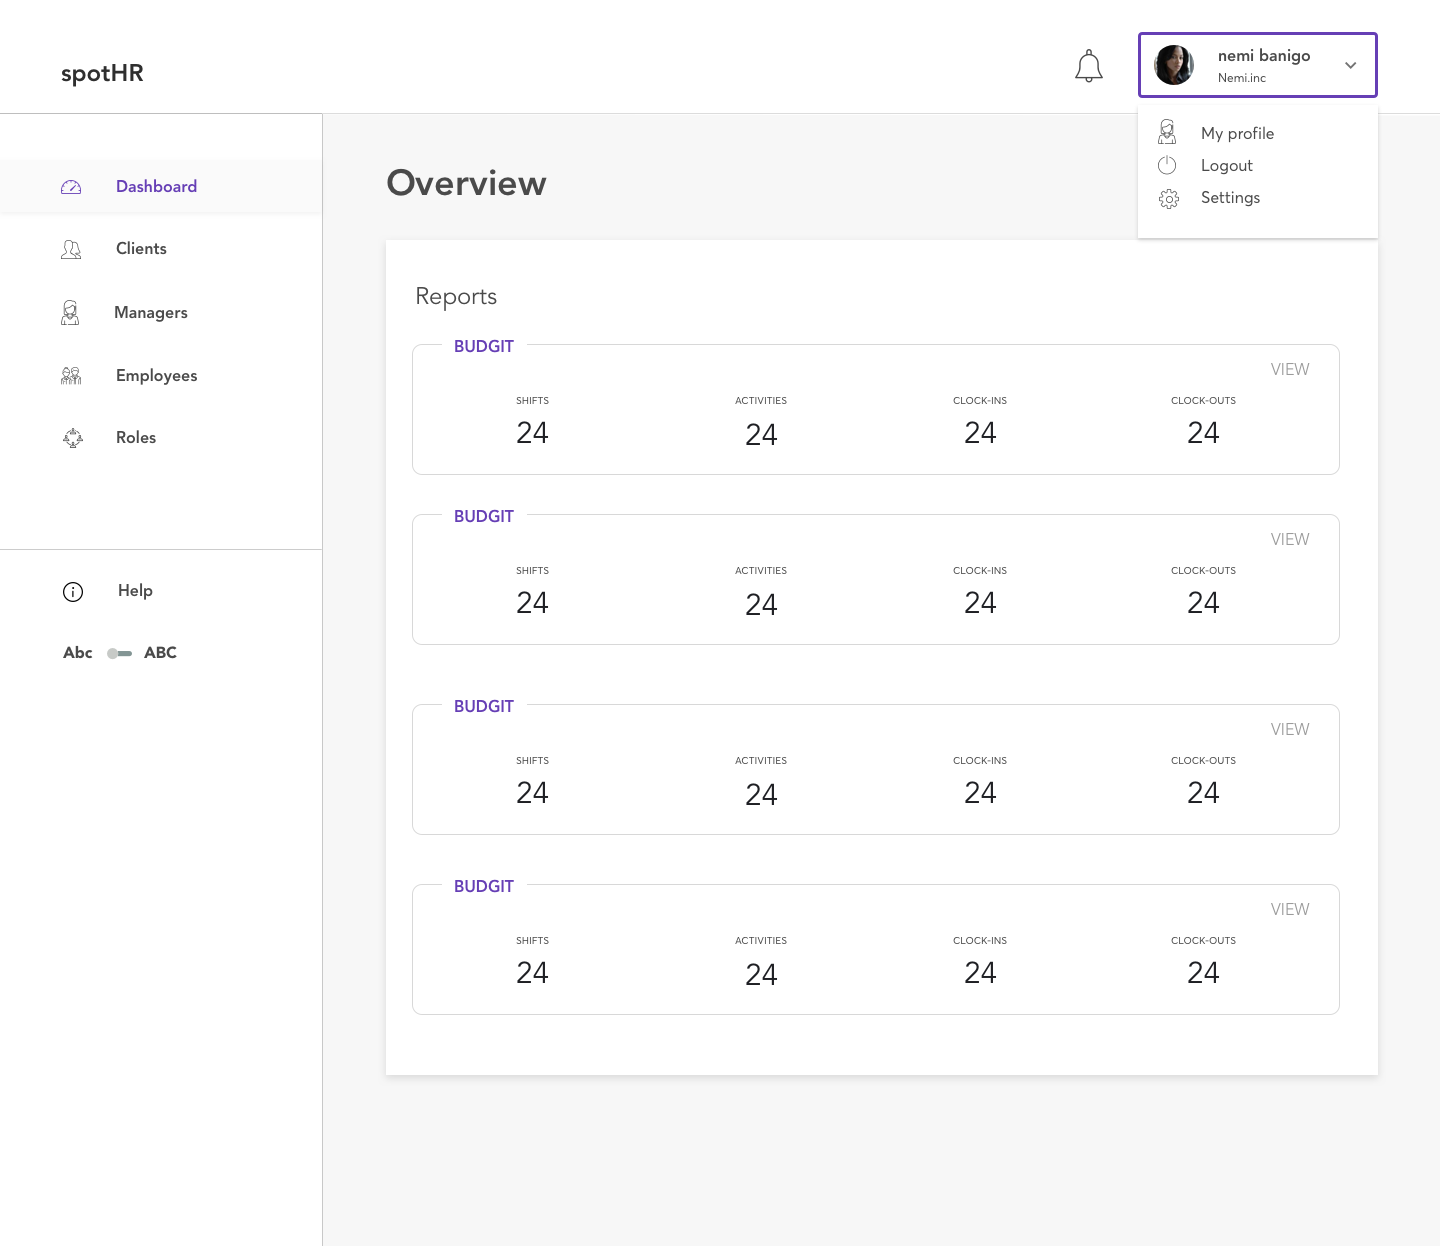 spotHR
nemi banigo
Nemi.inc
My profile
Logout
Settings
Dashboard
Clients
Managers
Employees
Roles
Help
Abc ABC
Overview
Reports
BUDGIT
VIEW
SHIFTS ACTIVITIES CLOCK-INS CLOCK-OUTS
24 24 24 24
BUDGIT
VIEW
SHIFTS ACTIVITIES CLOCK-INS CLOCK-OUTS
24 24 24 24
BUDGIT
VIEW
SHIFTS ACTIVITIES CLOCK-INS CLOCK-OUTS
24 24 24 24
BUDGIT
VIEW
SHIFTS ACTIVITIES CLOCK-INS CLOCK-OUTS
24 24 24 24